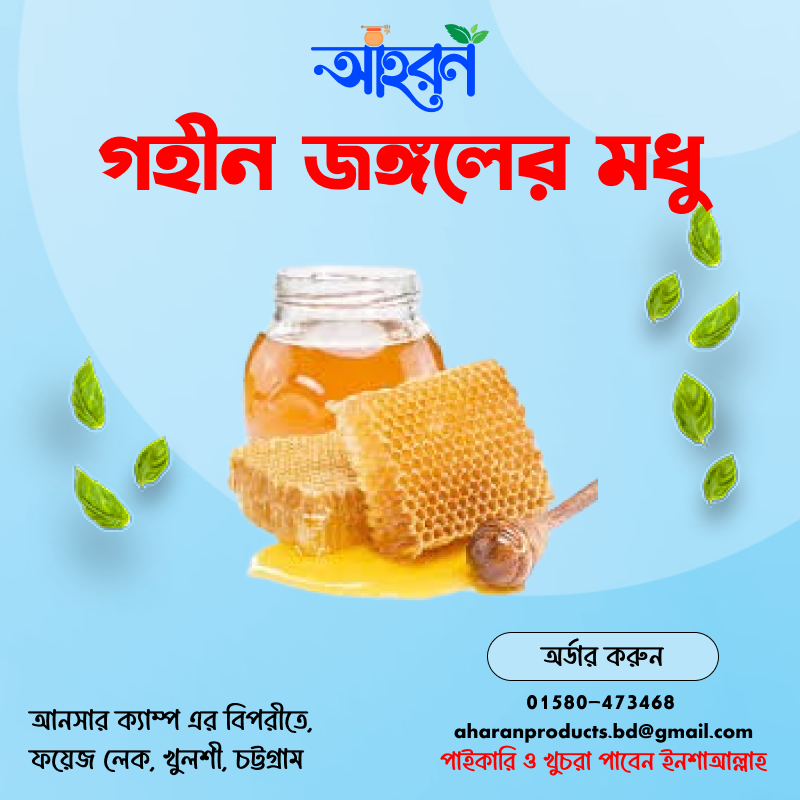 আহরন
গহীন জঙ্গলের মধু
অর্ডার করুন
01580-473468
aharanproducts.bd@gmail.com
পাইকারি ও খুচরা পাবেন ইনশাআল্লাহ
আনসার ক্যাম্প এর বিপরীতে,
ফয়েজ লেক, খুলশী, চট্টগ্রাম